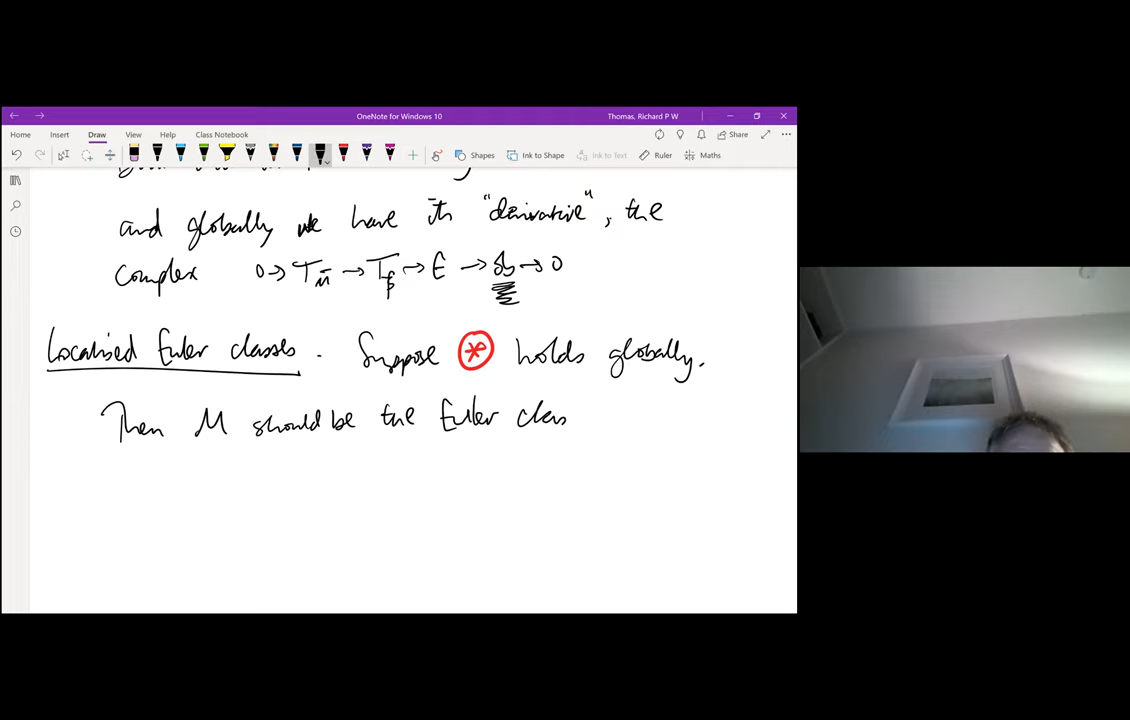 OneNote for Windows 10
Thomas, Richard P W
Home Insert Draw View Help Class Notebook
Share
Shapes Ink to Shape Ink to Text Ruler Maths
and globally we have its "derivative", the
complex 0 → T_M → T_P → E → Ob → 0
Localised Euler classes. Suppose ⊛ holds globally.
Then M should be the Euler class